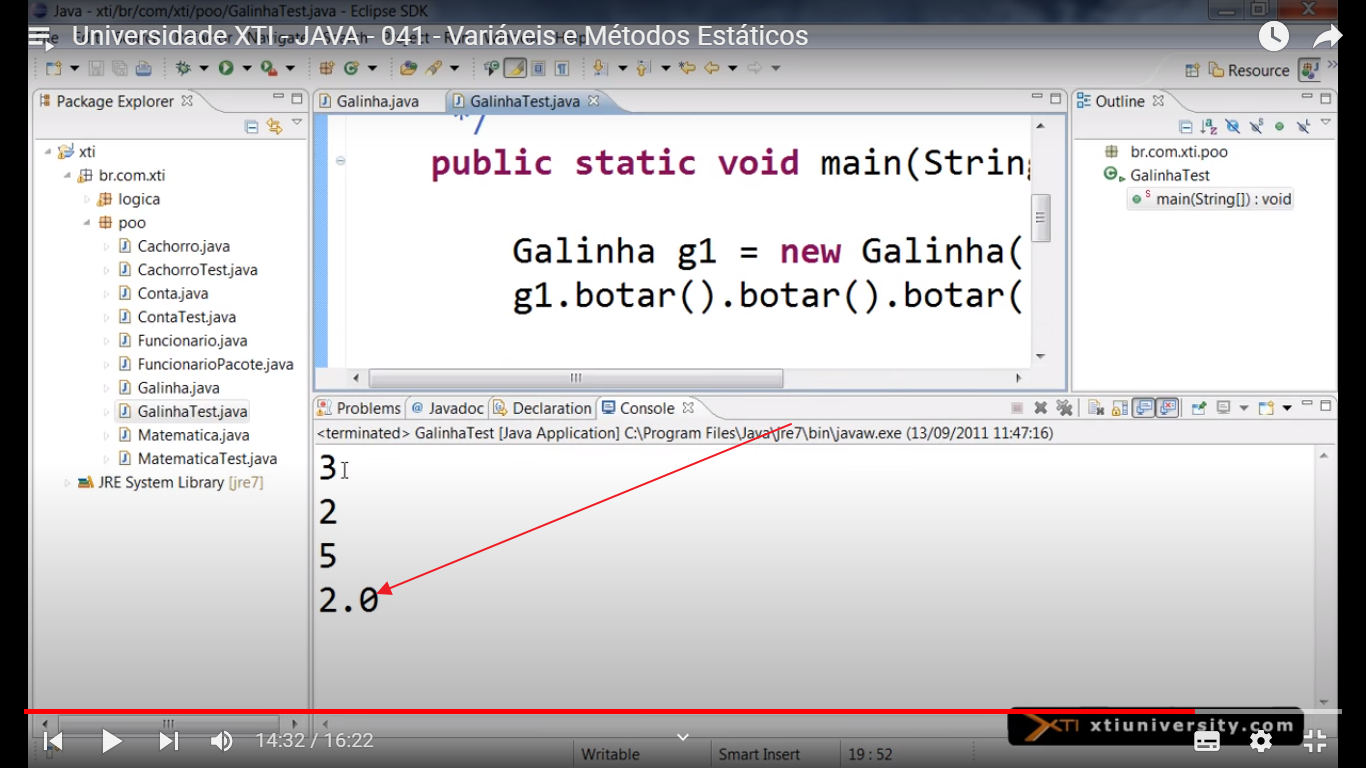 Java - xti/br/com/xti/poo/GalinhaTest.java - Eclipse SDK
Universidade XTI - JAVA - 041 - Variáveis e Métodos Estáticos
Resource
Package Explorer
xti
br.com.xti
logica
poo
Cachorro.java
CachorroTest.java
Conta.java
ContaTest.java
Funcionario.java
FuncionarioPacote.java
Galinha.java
GalinhaTest.java
Matematica.java
MatematicaTest.java
JRE System Library [jre7]
Galinha.java GalinhaTest.java
*/
public static void main(String
Galinha g1 = new Galinha(
g1.botar().botar().botar(
Outline
br.com.xti.poo
GalinhaTest
main(String[]) : void
Problems @ Javadoc Declaration Console
<terminated> GalinhaTest [Java Application] C:\Program Files\Java\jre7\bin\javaw.exe (13/09/2011 11:47:16)
3
2
5
2.0
XTI xtiuniversity.com
14:32 / 16:22
Writable Smart Insert 19 : 52